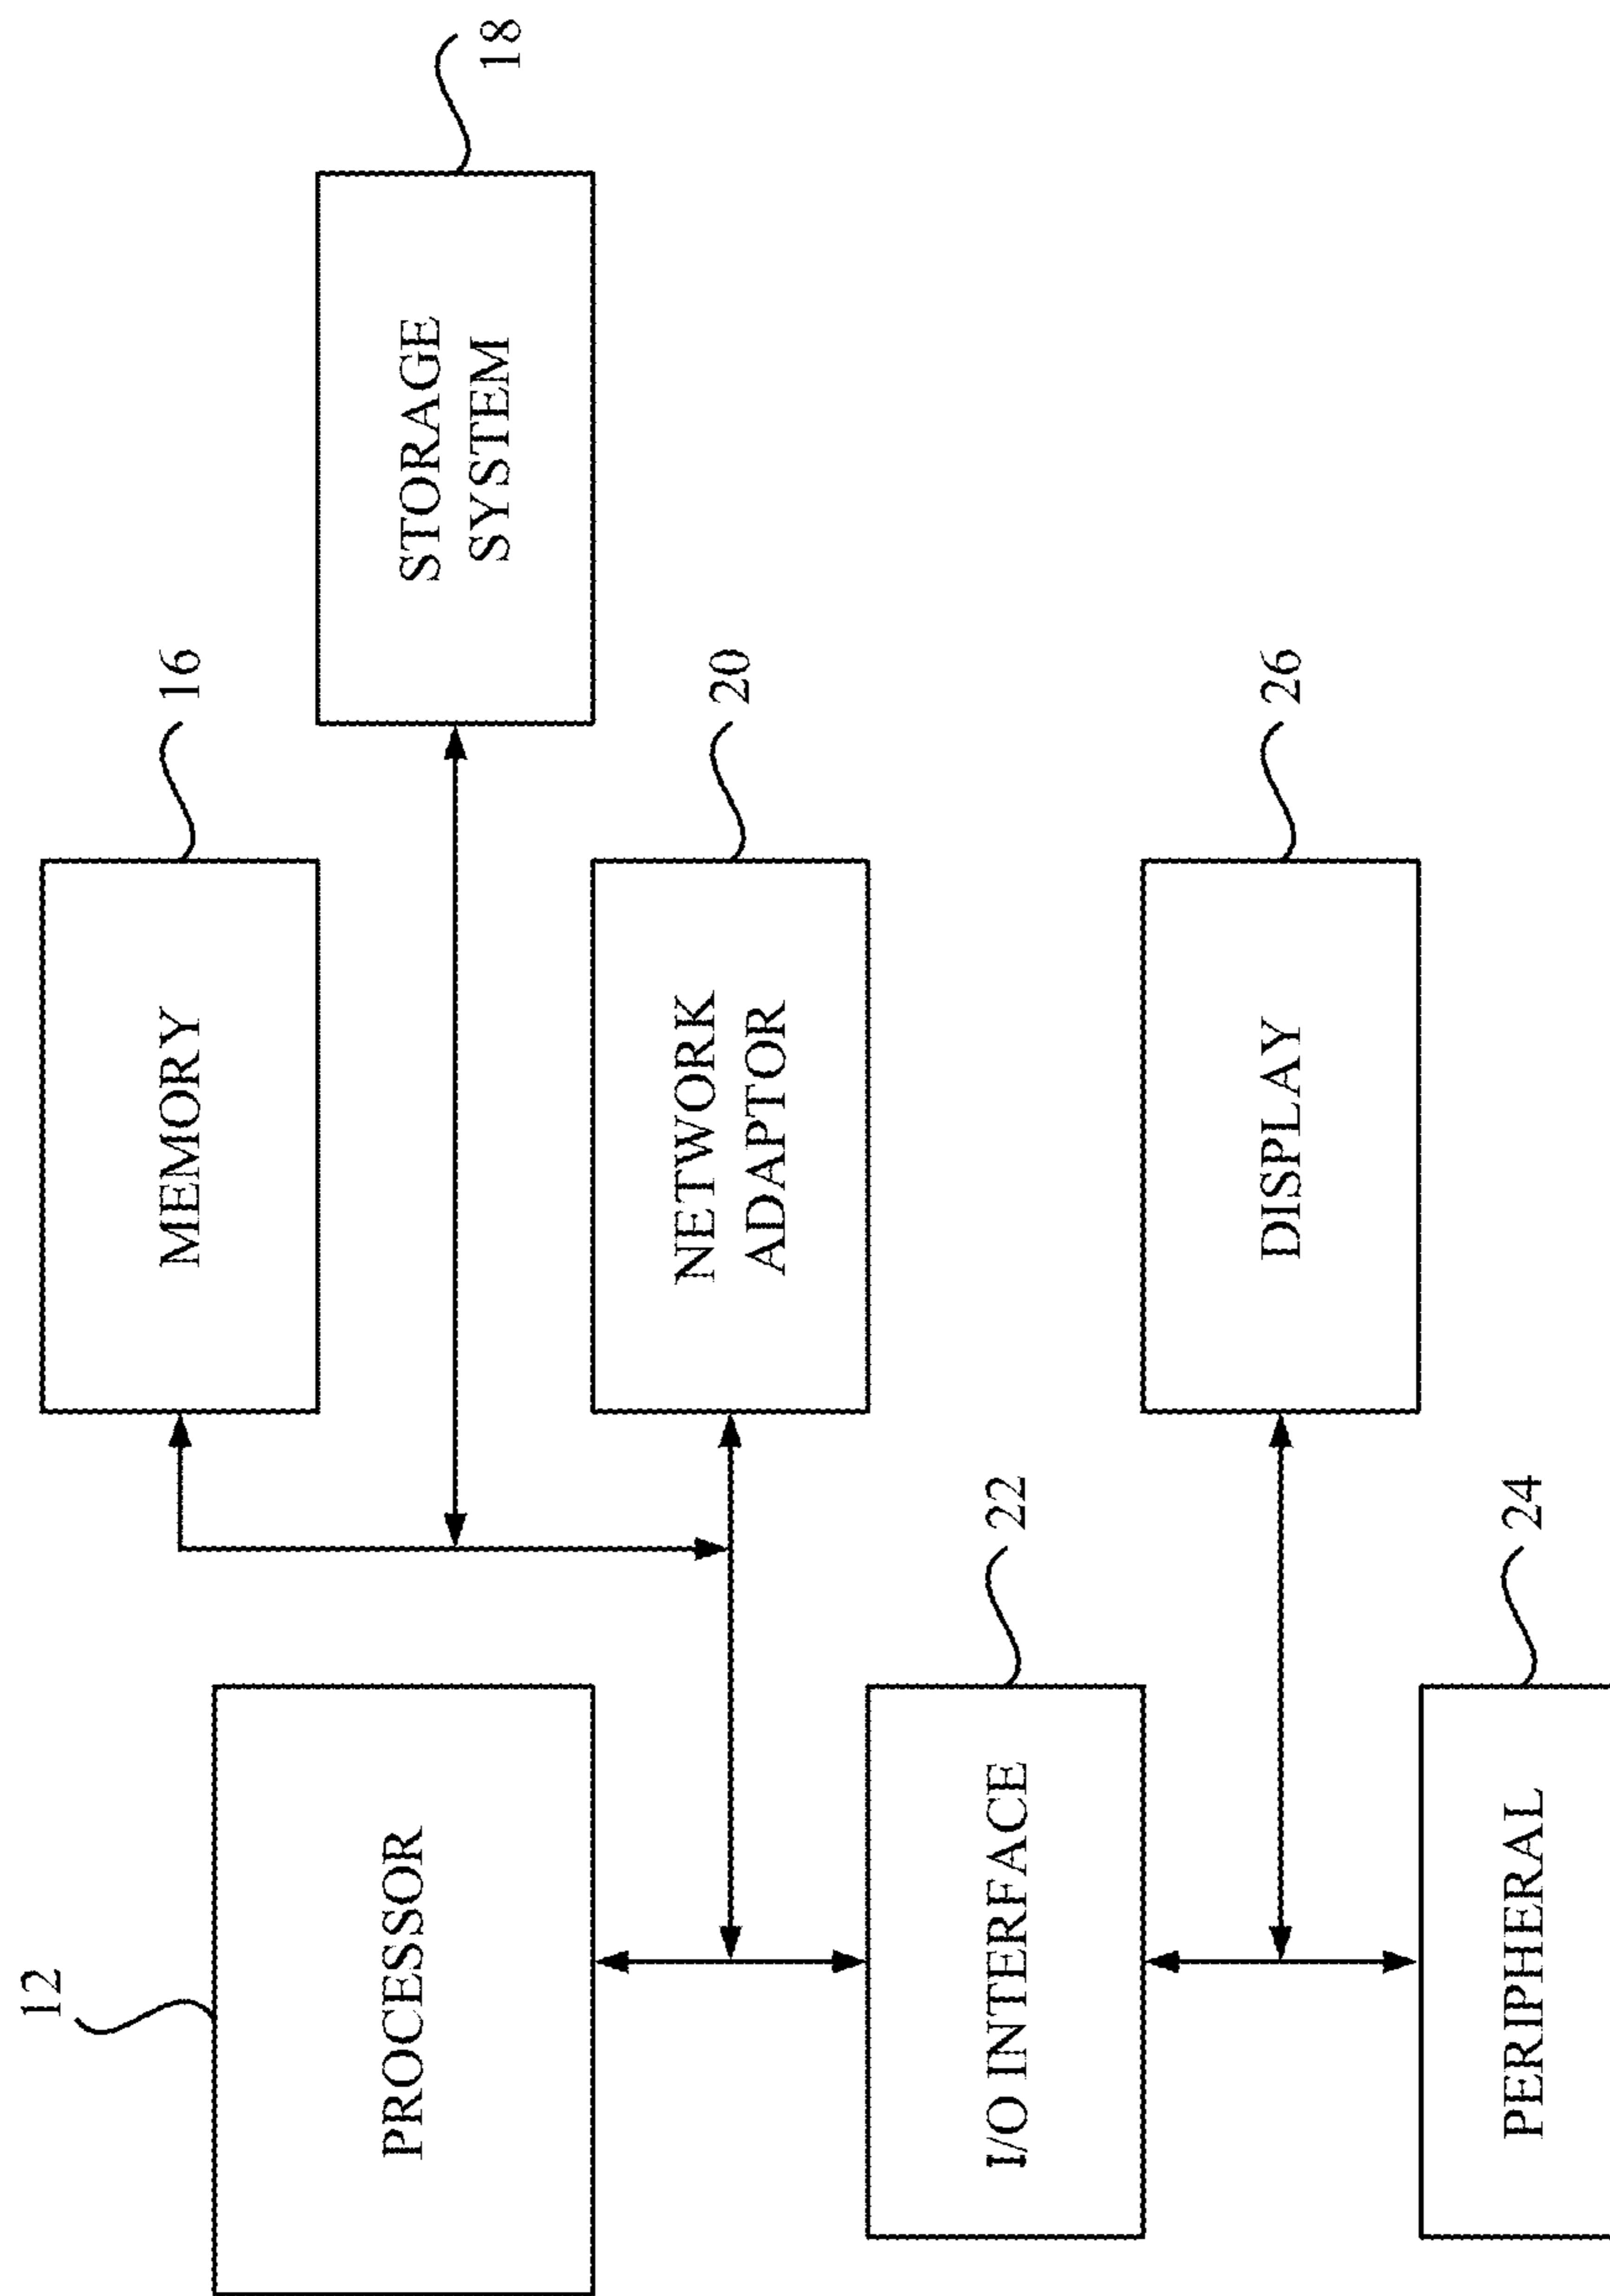 12
PROCESSOR
MEMORY
16
STORAGE
SYSTEM
18
NETWORK
ADAPTOR
20
I/O INTERFACE
22
DISPLAY
26
PERIPHERAL
24